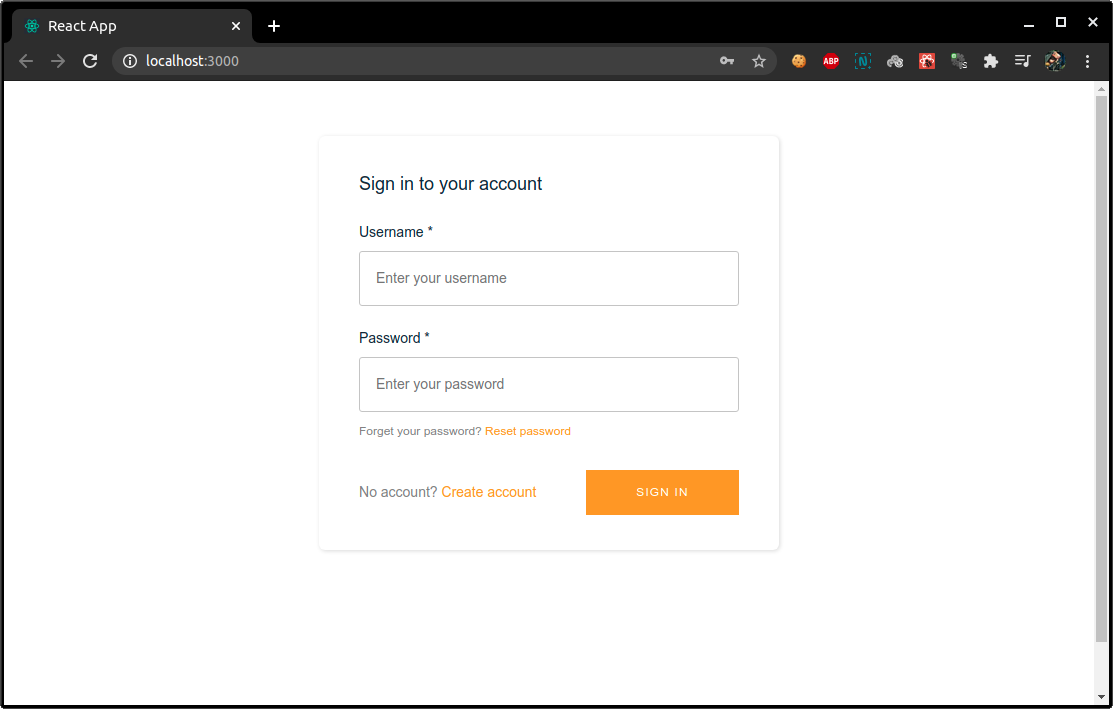 React App
localhost:3000
ABP
N
Sign in to your account
Username *
Enter your username
Password *
Enter your password
Forget your password? Reset password
No account? Create account
SIGN IN